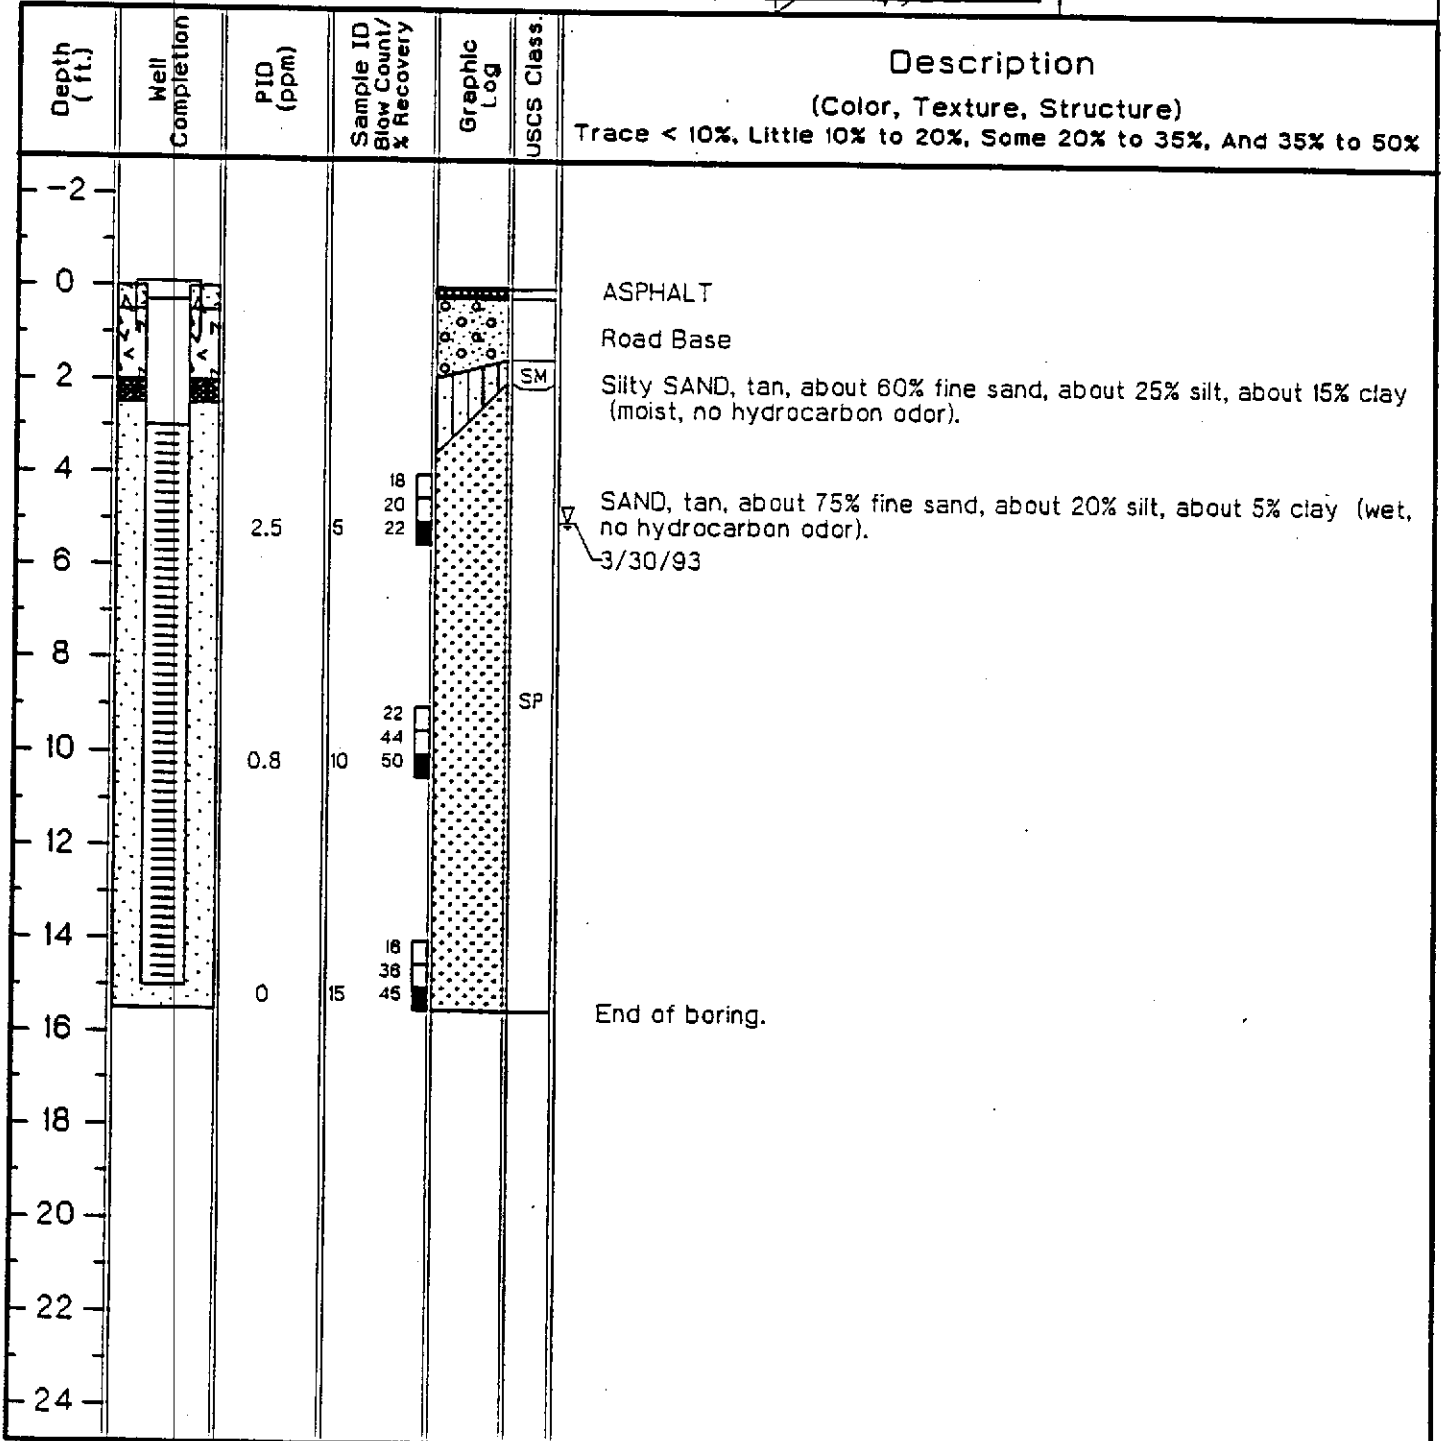 Depth
(ft.)
Well
Completion
PID
(ppm)
Sample ID
Blow Count/
% Recovery
Graphic
Log
USCS Class.
Description
(Color, Texture, Structure)
Trace < 10%, Little 10% to 20%, Some 20% to 35%, And 35% to 50%
-2
0
ASPHALT
Road Base
2
SM
Silty SAND, tan, about 60% fine sand, about 25% silt, about 15% clay
(moist, no hydrocarbon odor).
4
18
20
2.5
5
22
SAND, tan, about 75% fine sand, about 20% silt, about 5% clay (wet,
no hydrocarbon odor).
3/30/93
6
8
SP
22
44
10
0.8
10
50
12
14
16
36
0
15
45
End of boring.
16
18
20
22
24